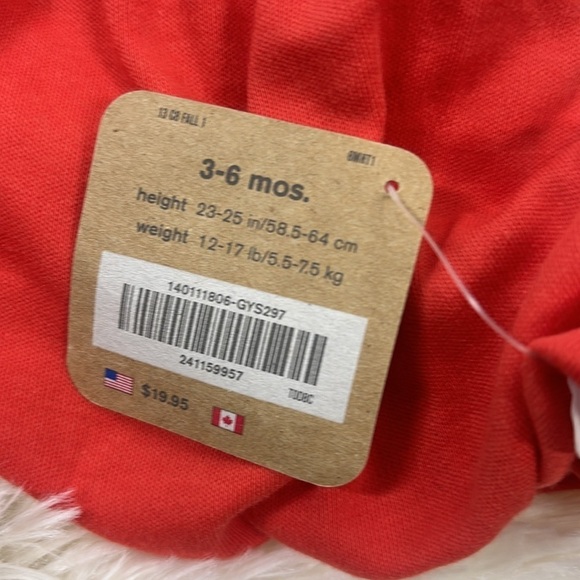 13 C8 FALL 1
3-6 mos.
height 23-25 in/58.5-64 cm
weight 12-17 lb/5.5-7.5 kg
140111806-GYS297
241159957
$19.95